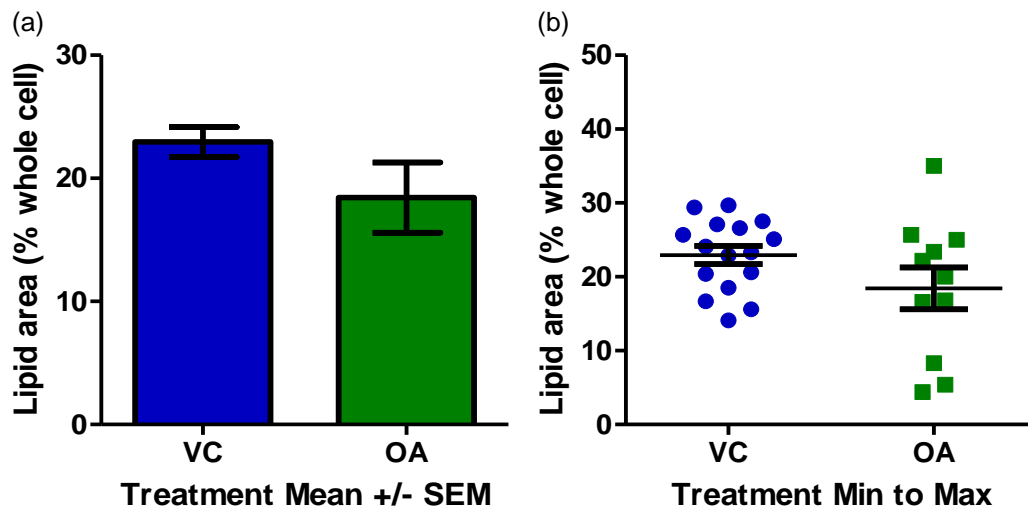 (a)
Lipid area (% whole cell)
30
20
10
0
VC
OA
Treatment Mean +/- SEM
(b)
Lipid area (% whole cell)
50
40
30
20
10
0
VC
OA
Treatment Min to Max